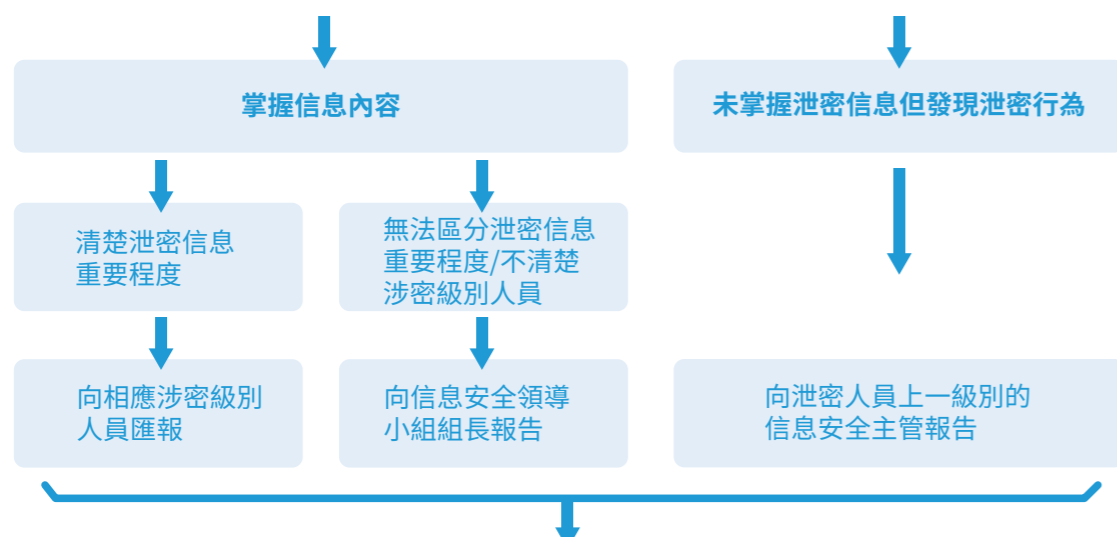 掌握信息內容
未掌握泄密信息但發現泄密行為
清楚泄密信息
重要程度
無法區分泄密信息
重要程度/不清楚
涉密級別人員
向相應涉密級別
人員匯報
向信息安全領導
小組組長報告
向泄密人員上一級別的
信息安全主管報告